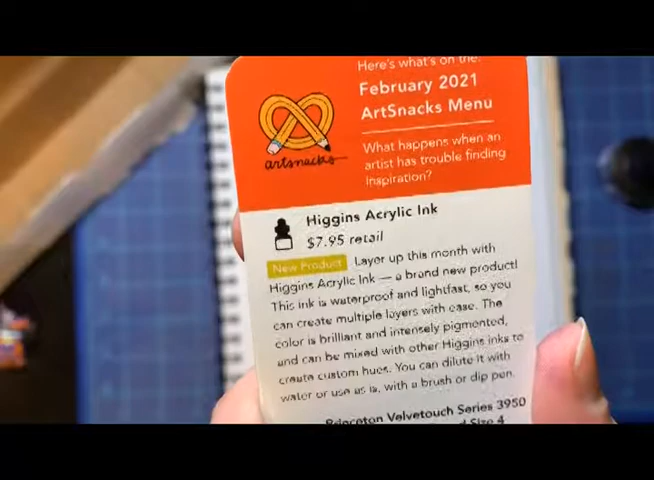 Here's what's on the:
February 2021
ArtSnacks Menu
What happens when an
artist has trouble finding
inspiration?
artsnacks
Higgins Acrylic Ink
$7.95 retail
New Product Layer up this month with
Higgins Acrylic Ink — a brand new product!
This ink is waterproof and lightfast, so you
can create multiple layers with ease. The
color is brilliant and intensely pigmented,
and can be mixed with other Higgins inks to
create custom hues. You can dilute it with
water or use as is, with a brush or dip pen.
Princeton Velvetouch Series 3950
Size 4